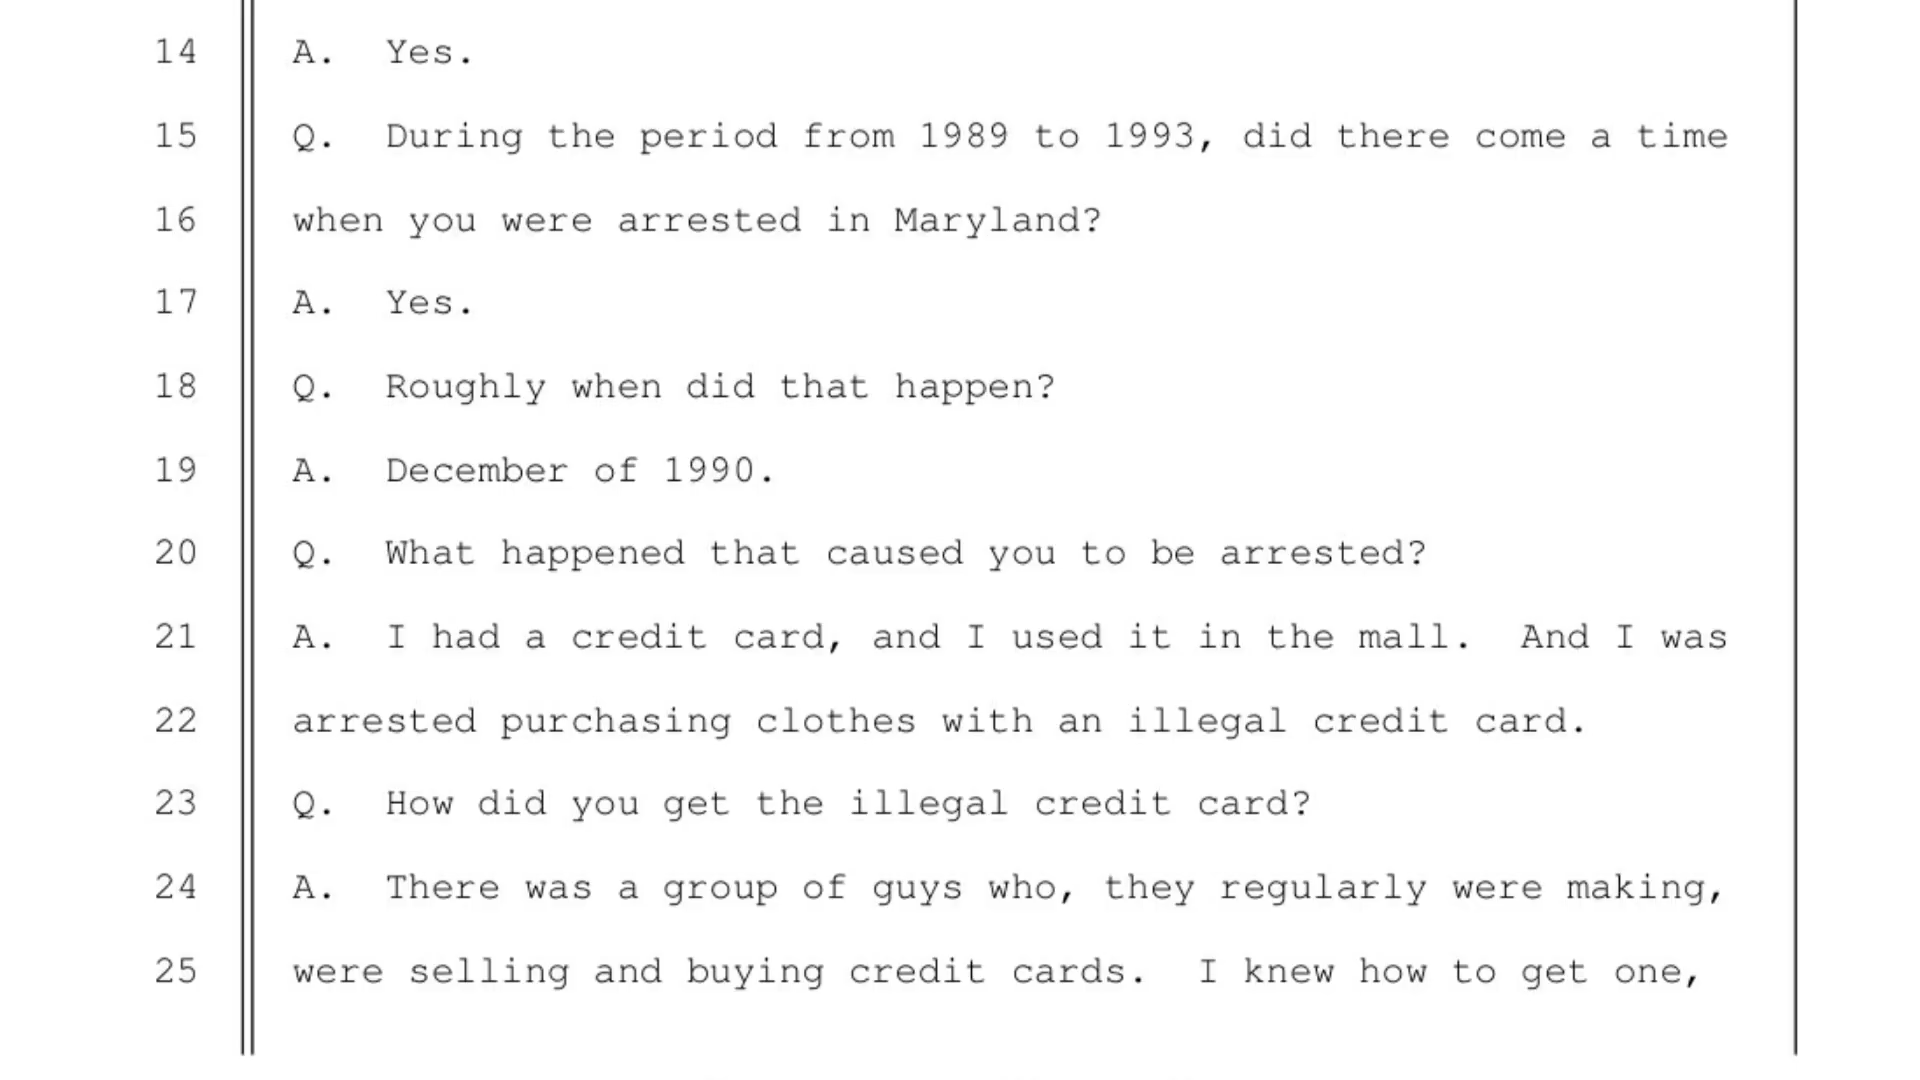 14 A. Yes.
15 Q. During the period from 1989 to 1993, did there come a time
16 when you were arrested in Maryland?
17 A. Yes.
18 Q. Roughly when did that happen?
19 A. December of 1990.
20 Q. What happened that caused you to be arrested?
21 A. I had a credit card, and I used it in the mall. And I was
22 arrested purchasing clothes with an illegal credit card.
23 Q. How did you get the illegal credit card?
24 A. There was a group of guys who, they regularly were making,
25 were selling and buying credit cards. I knew how to get one,